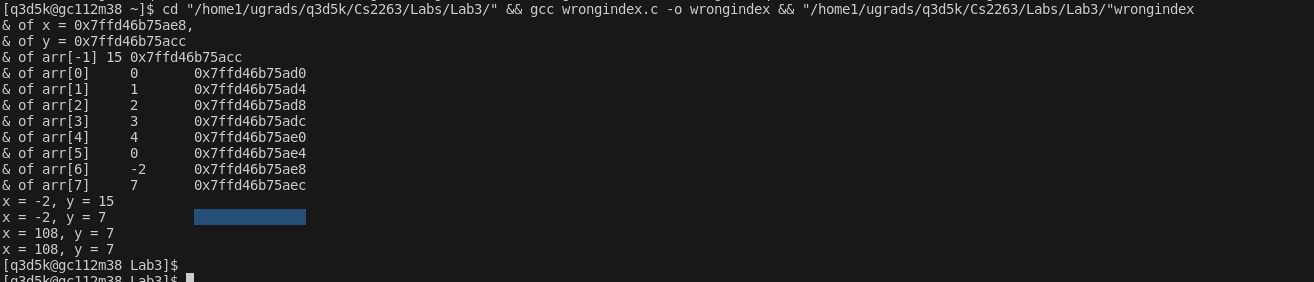 [q3d5k@gc112m38 ~]$ cd "/home1/ugrads/q3d5k/Cs2263/Labs/Lab3/" && gcc wrongindex.c -o wrongindex && "/home1/ugrads/q3d5k/Cs2263/Labs/Lab3/"wrongindex
& of x = 0x7ffd46b75ae8,
& of y = 0x7ffd46b75acc
& of arr[-1] 15 0x7ffd46b75acc
& of arr[0]     0       0x7ffd46b75ad0
& of arr[1]     1       0x7ffd46b75ad4
& of arr[2]     2       0x7ffd46b75ad8
& of arr[3]     3       0x7ffd46b75adc
& of arr[4]     4       0x7ffd46b75ae0
& of arr[5]     0       0x7ffd46b75ae4
& of arr[6]     -2      0x7ffd46b75ae8
& of arr[7]     7       0x7ffd46b75aec
x = -2, y = 15
x = -2, y = 7
x = 108, y = 7
x = 108, y = 7
[q3d5k@gc112m38 Lab3]$
[q3d5k@gc112m38 Lab3]$